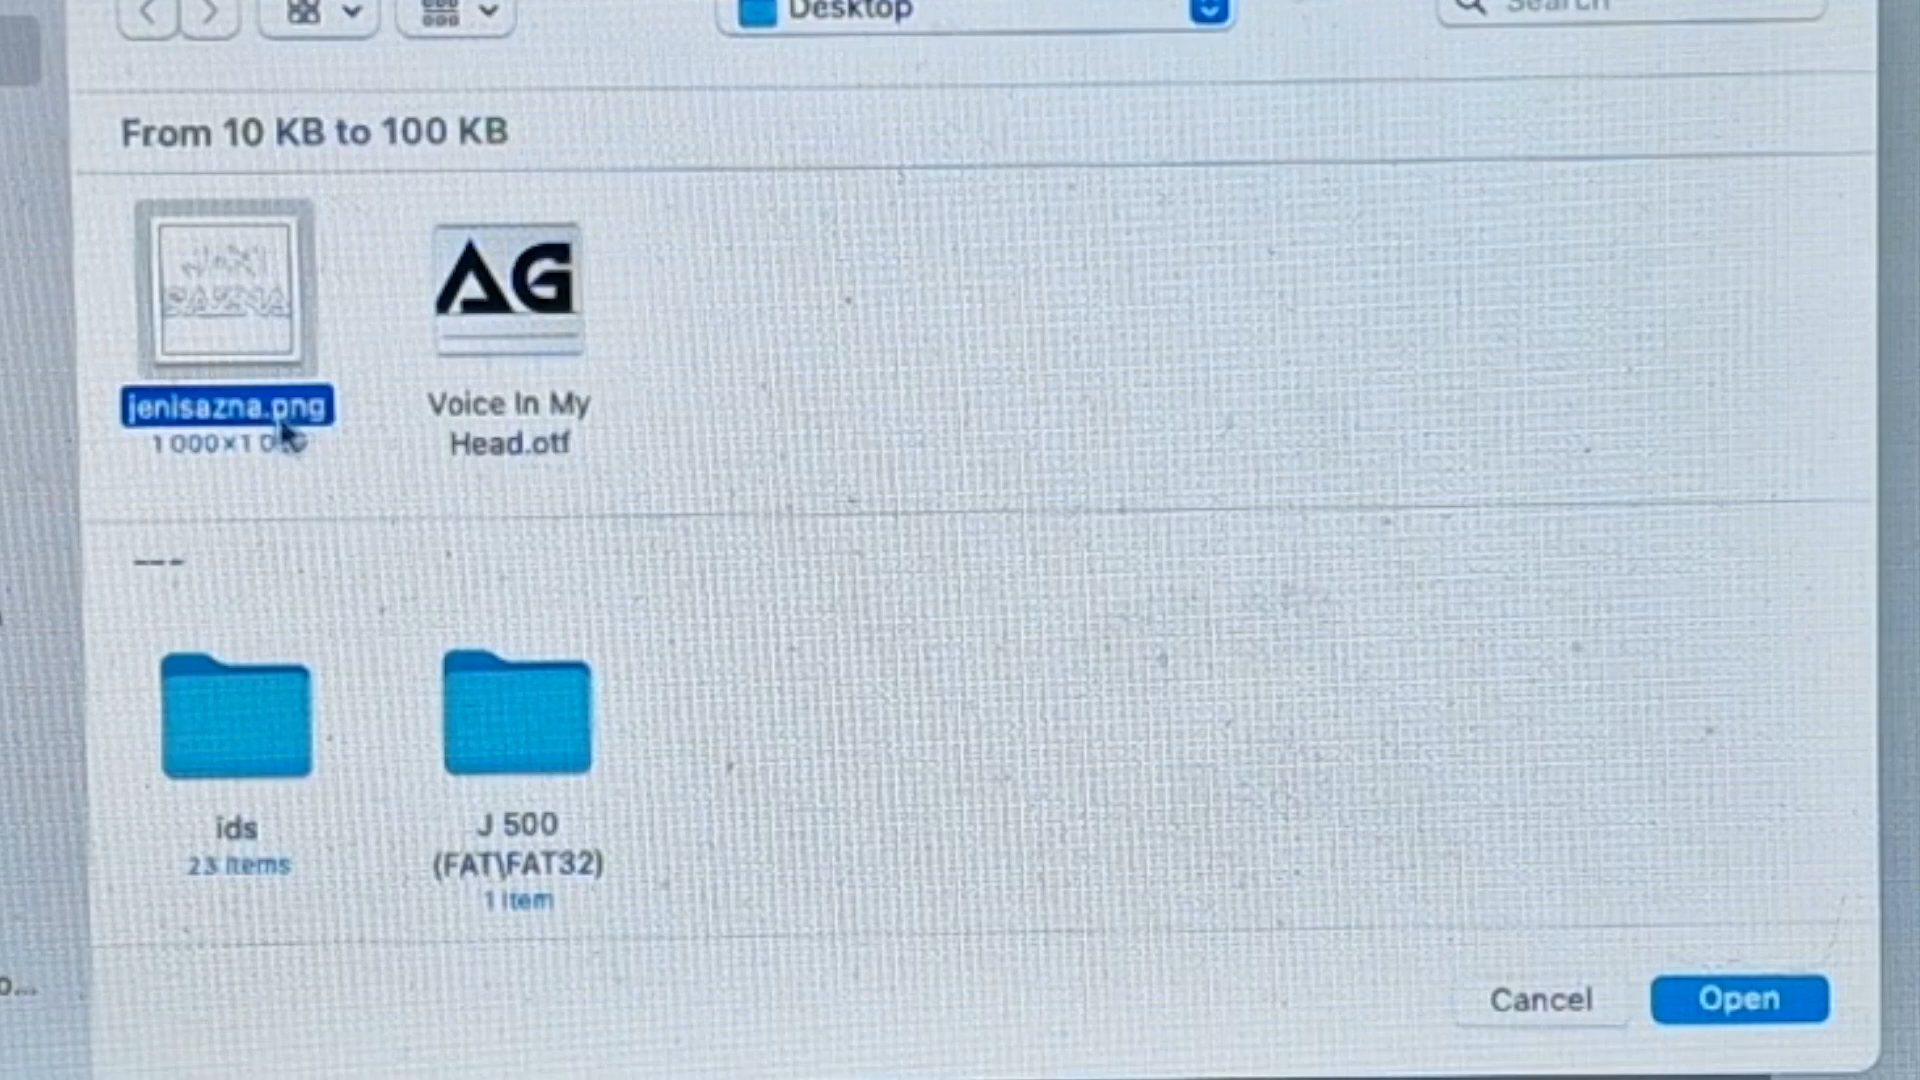 Desktop
Search
From 10 KB to 100 KB
AG
jenisazna.png
Voice In My
Head.otf
---
ids
23 items
J 500
(FAT\FAT32)
1 item
o...
Cancel
Open